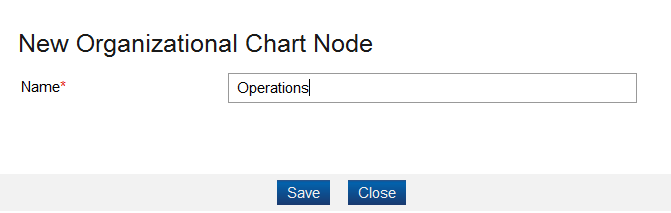 New Organizational Chart Node
Name* Operations
Save Close